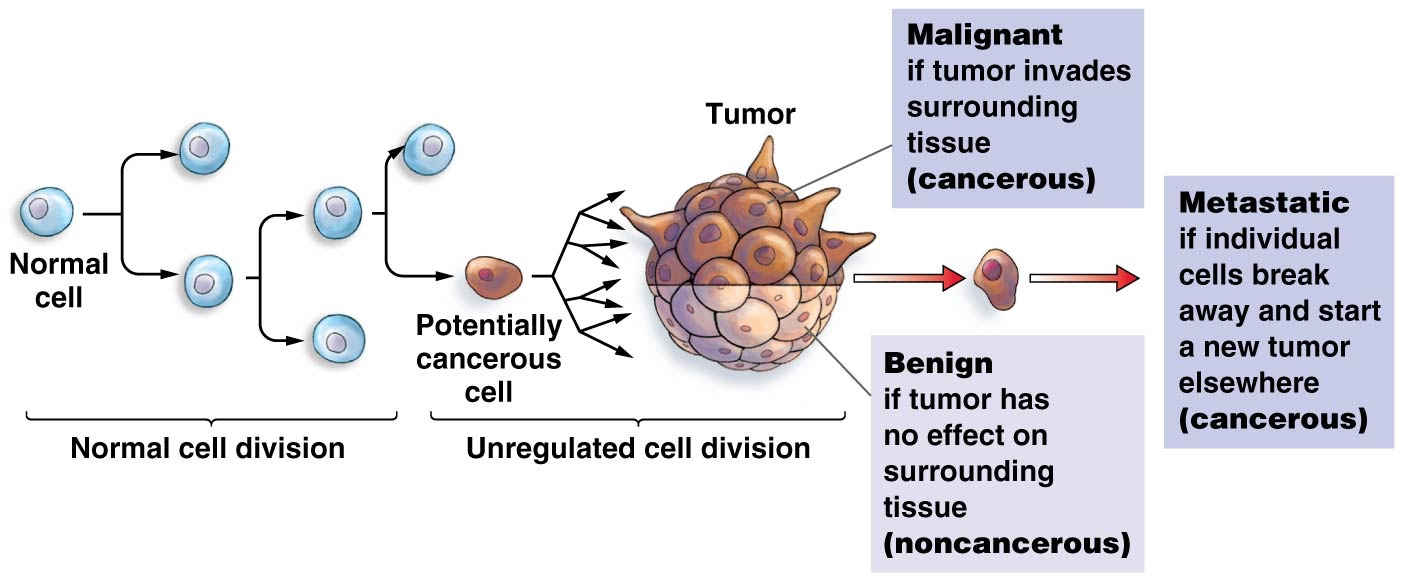 Normal
cell
Normal cell division
Potentially
cancerous
cell
Unregulated cell division
Tumor
Malignant
if tumor invades
surrounding
tissue
(cancerous)
Benign
if tumor has
no effect on
surrounding
tissue
(noncancerous)
Metastatic
if individual
cells break
away and start
a new tumor
elsewhere
(cancerous)